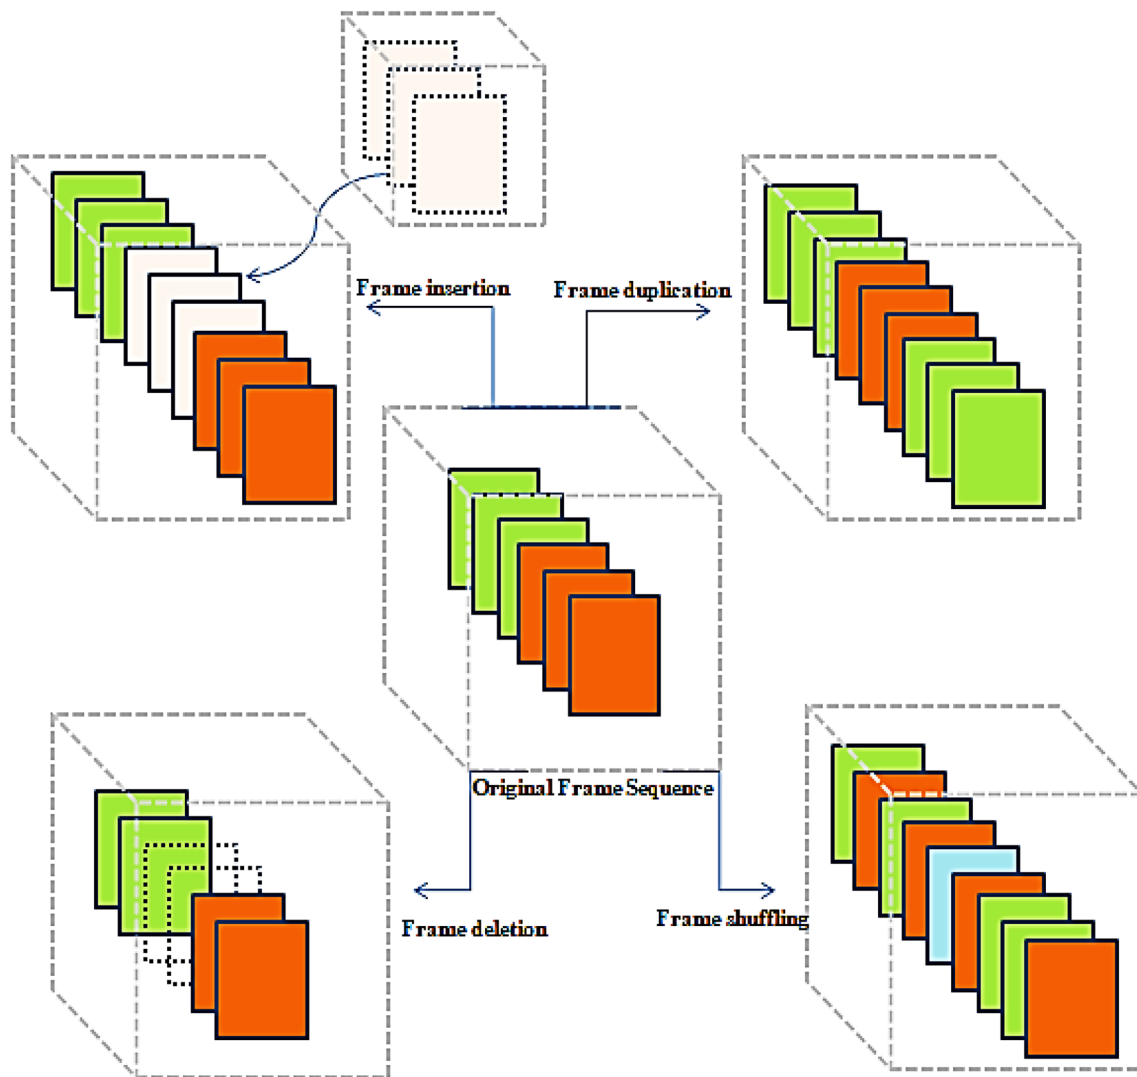 Frame insertion
Frame duplication
Original Frame Sequence
Frame deletion
Frame shuffling